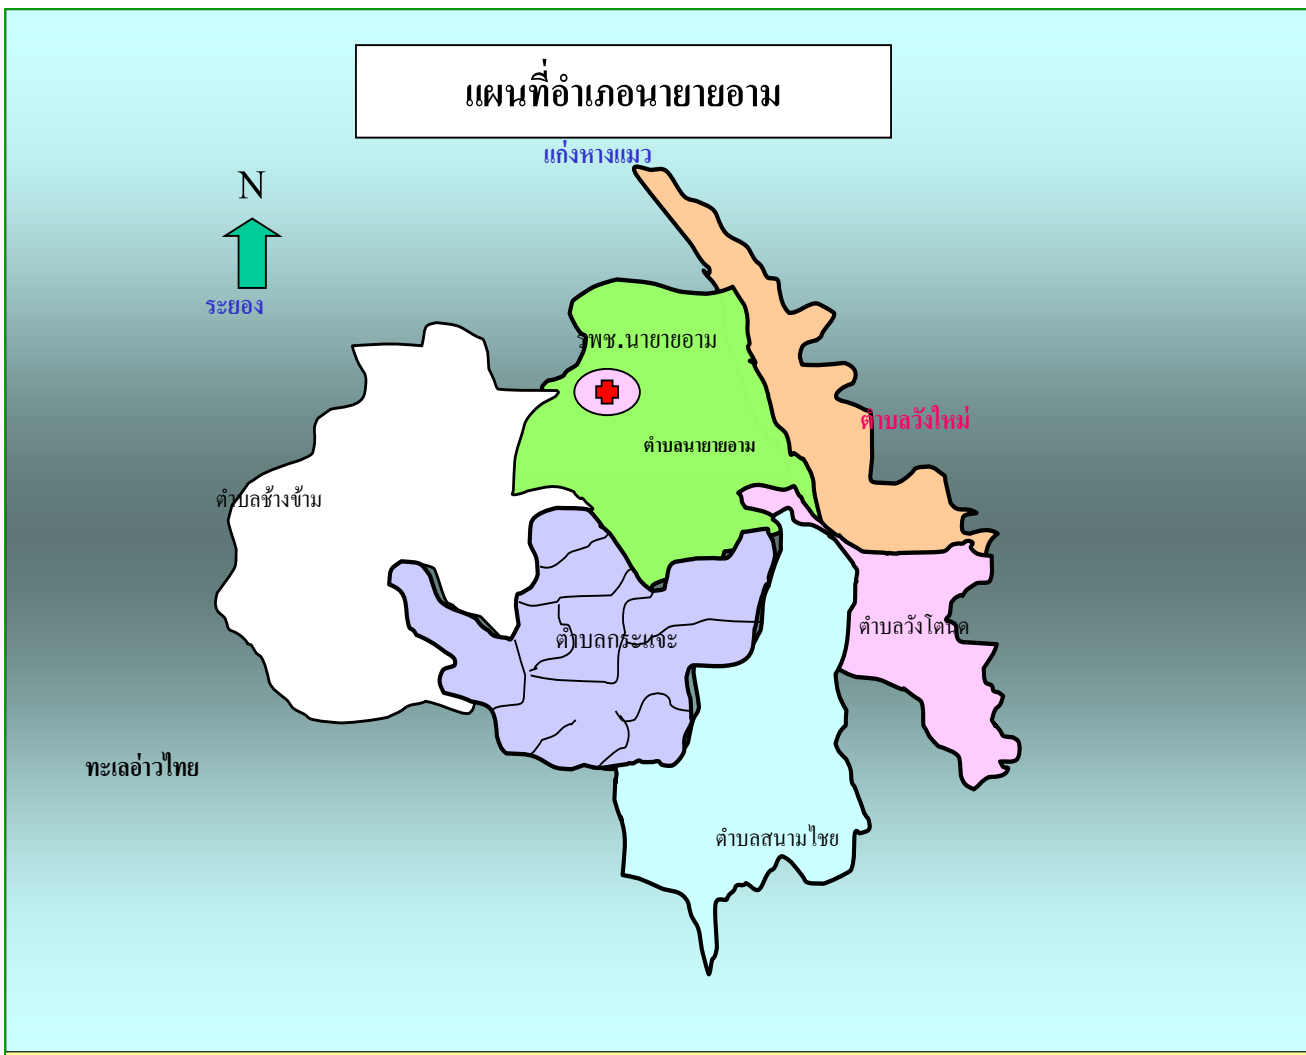 แผนที่อำเภอนายายอาม
แก่งหางแมว
N
ระยอง
รพช.นายายอาม
ตำบลวังใหม่
ตำบลนายายอาม
ตำบลช้างข้าม
ตำบลวังโตนด
ตำบลกระแจะ
ทะเลอ่าวไทย
ตำบลสนามไชย